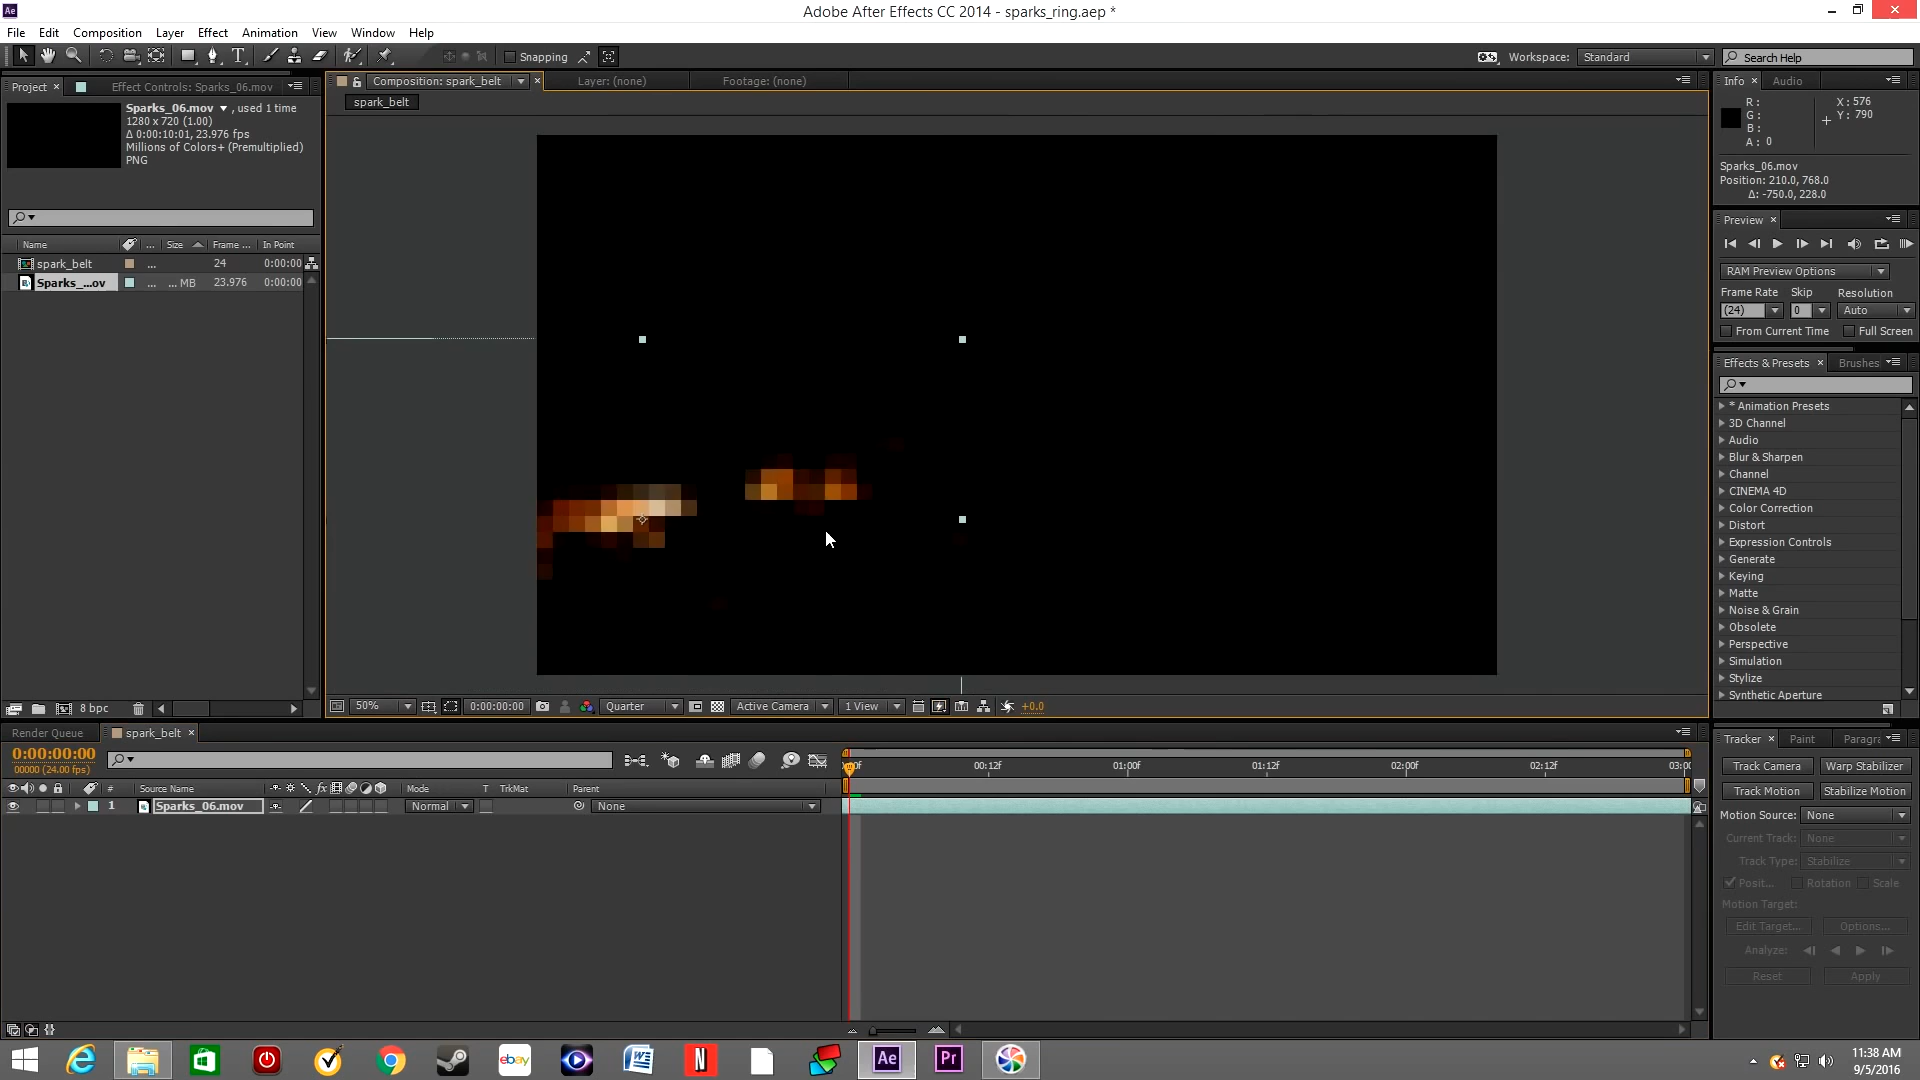 Ae
Adobe After Effects CC 2014 - sparks_ring.aep *
File Edit Composition Layer Effect Animation View Window Help
T Snapping Workspace: Standard Search Help
Project × Effect Controls: Sparks_06.mov
Composition: spark_belt × Layer: (none) Footage: (none)
spark_belt
Sparks_06.mov , used 1 time
1280 x 720 (1.00)
Δ 0:00:10:01, 23.976 fps
Millions of Colors+ (Premultiplied)
PNG
Name ... Size Frame ... In Point
spark_belt ... 24 0:00:00
Sparks_...ov ... ... MB 23.976 0:00:00
8 bpc
50% 0:00:00:00 Quarter Active Camera 1 View +0.0
Info × Audio
R : X : 576
G : Y : 790
B :
A : 0
Sparks_06.mov
Position: 210.0, 768.0
Δ: -750.0, 228.0
Preview ×
RAM Preview Options
Frame Rate Skip Resolution
(24) 0 Auto
From Current Time Full Screen
Effects & Presets × Brushes
* Animation Presets
3D Channel
Audio
Blur & Sharpen
Channel
CINEMA 4D
Color Correction
Distort
Expression Controls
Generate
Keying
Matte
Noise & Grain
Obsolete
Perspective
Simulation
Stylize
Synthetic Aperture
Render Queue spark_belt ×
0:00:00:00
00000 (24.00 fps)
# Source Name fx Mode T TrkMat Parent
1 Sparks_06.mov Normal None
00:12f 01:00f 01:12f 02:00f 02:12f
Tracker × Paint Paragra
Track Camera Warp Stabilizer
Track Motion Stabilize Motion
Motion Source: None
Current Track: None
Track Type: Stabilize
Posit... Rotation Scale
Motion Target:
Edit Target... Options...
Analyze:
Reset Apply
ebay W N Ae Pr
11:38 AM
9/5/2016